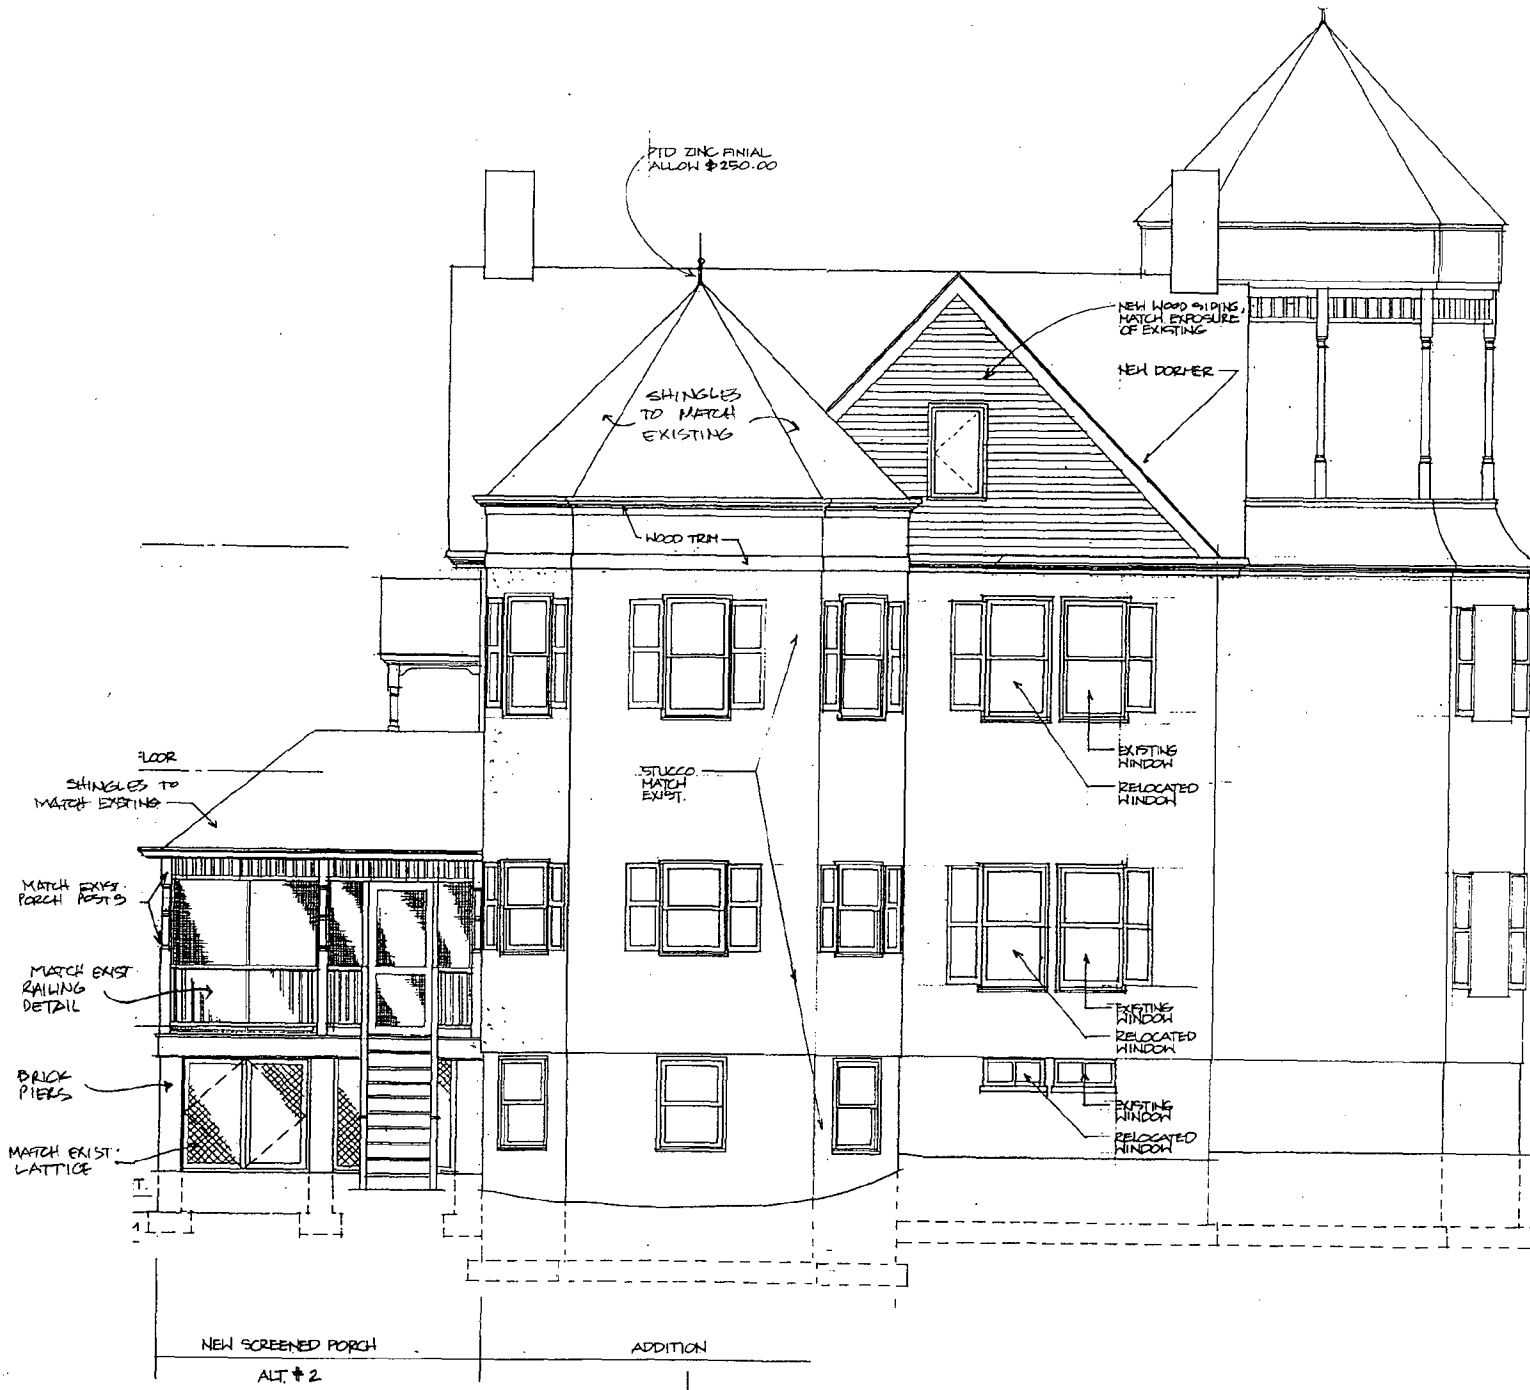 PTD ZINC FINIAL
ALLOW $250.00
NEW WOOD SIDING,
MATCH EXPOSURE
OF EXISTING
NEW DORMER
SHINGLES
TO MATCH
EXISTING
WOOD TRIM
STUCCO
MATCH
EXIST.
EXISTING
WINDOW
RELOCATED
WINDOW
LOOR
SHINGLES TO
MATCH EXISTING
MATCH EXIST.
PORCH POSTS
MATCH EXIST
RAILING
DETAIL
BRICK
PIERS
MATCH EXIST.
LATTICE
T.
EXISTING
WINDOW
RELOCATED
WINDOW
EXISTING
WINDOW
RELOCATED
WINDOW
NEW SCREENED PORCH
ALT. #2
ADDITION